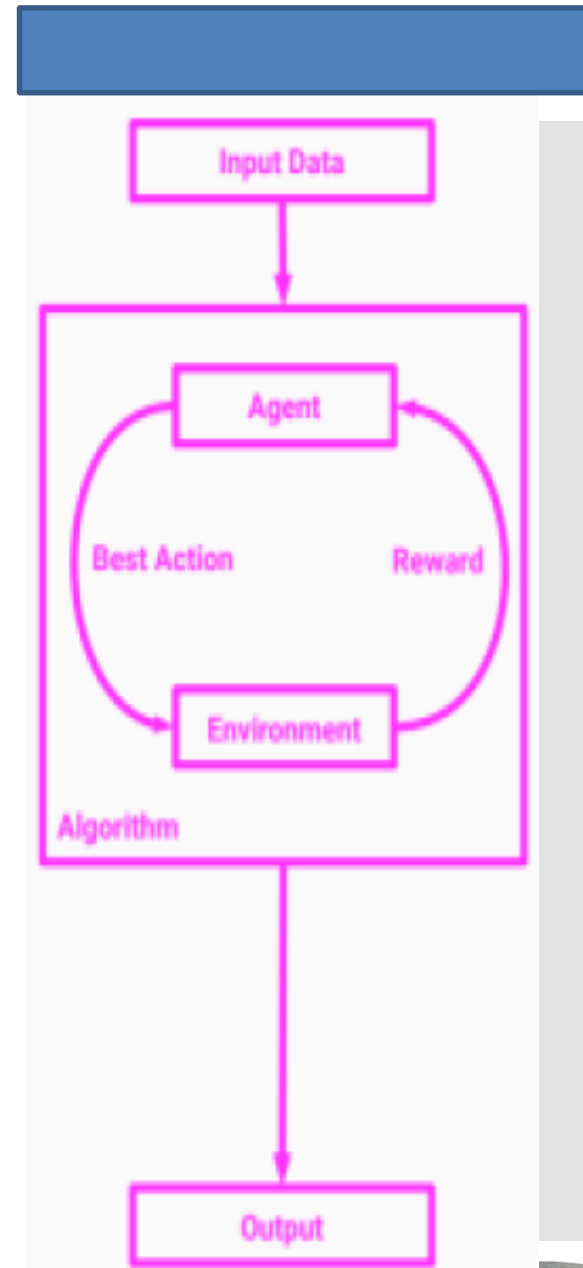 Input Data
Agent
Best Action
Reward
Environment
Algorithm
Output